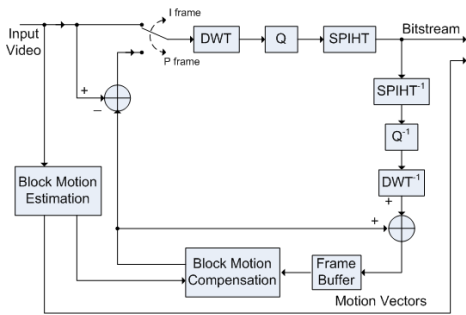 I frame
Input
Video
DWT
Q
SPIHT
Bitstream
P frame
+
−
SPIHT⁻¹
Q⁻¹
DWT⁻¹
Block Motion
Estimation
+
+
Block Motion
Compensation
Frame
Buffer
Motion Vectors